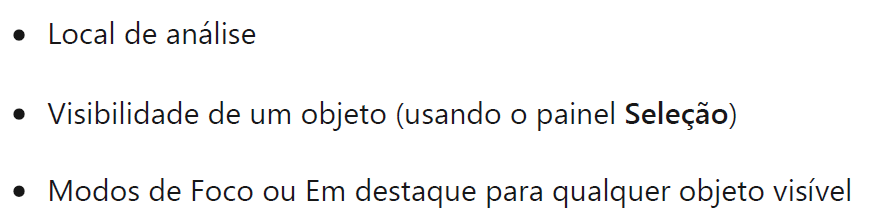 Local de análise
Visibilidade de um objeto (usando o painel Seleção)
Modos de Foco ou Em destaque para qualquer objeto visível